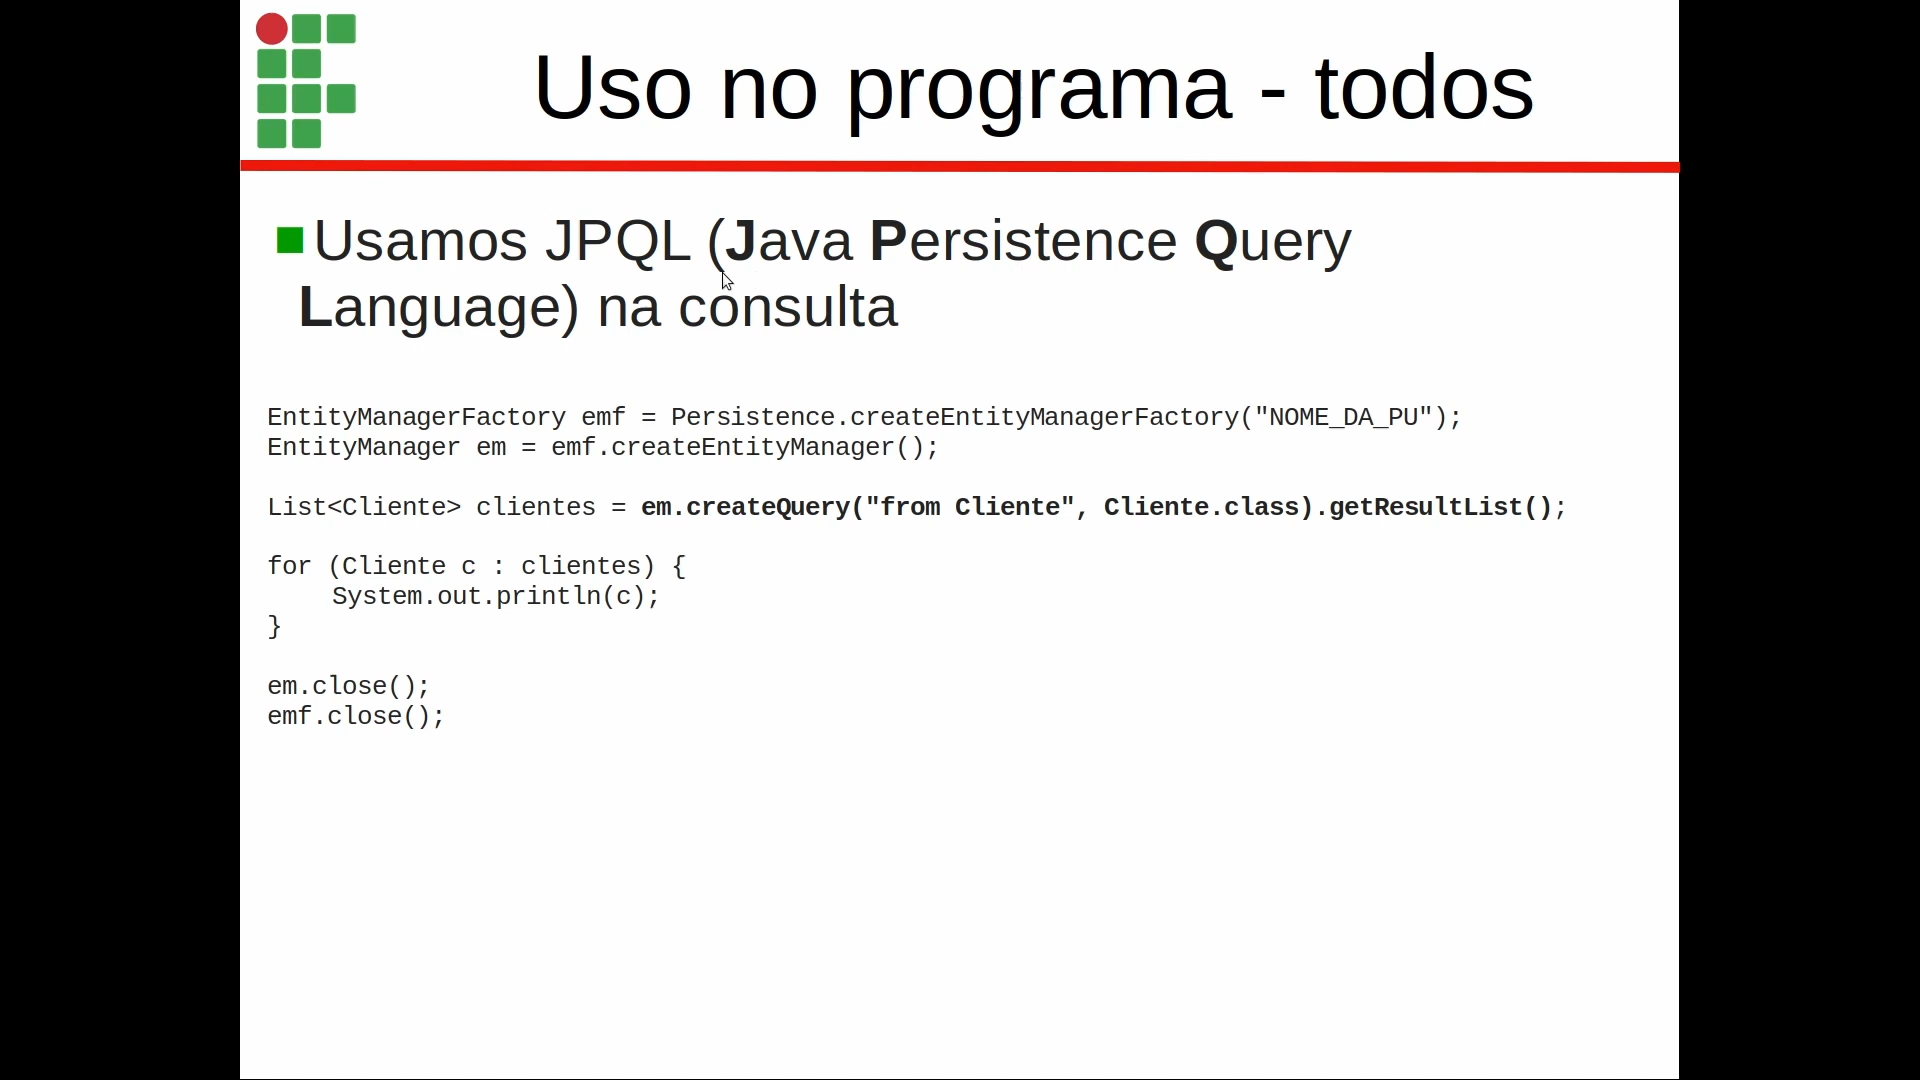 Uso no programa - todos
Usamos JPQL (Java Persistence Query
Language) na consulta
EntityManagerFactory emf = Persistence.createEntityManagerFactory("NOME_DA_PU");
EntityManager em = emf.createEntityManager();
List<Cliente> clientes = em.createQuery("from Cliente", Cliente.class).getResultList();
for (Cliente c : clientes) {
System.out.println(c);
}
em.close();
emf.close();